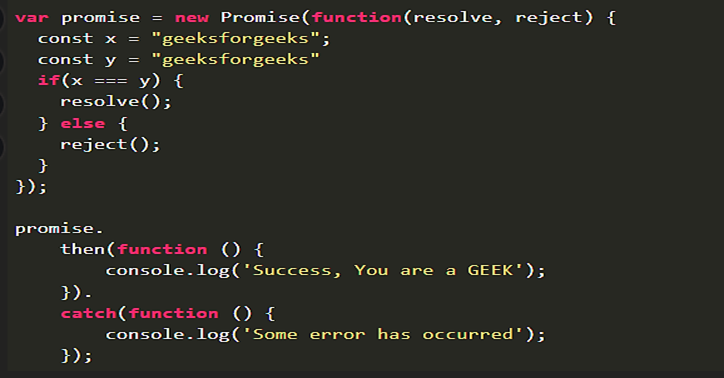 var promise = new Promise(function(resolve, reject) {
  const x = "geeksforgeeks";
  const y = "geeksforgeeks"
  if(x === y) {
    resolve();
  } else {
    reject();
  }
});

promise.
    then(function () {
        console.log('Success, You are a GEEK');
    }).
    catch(function () {
        console.log('Some error has occurred');
    });